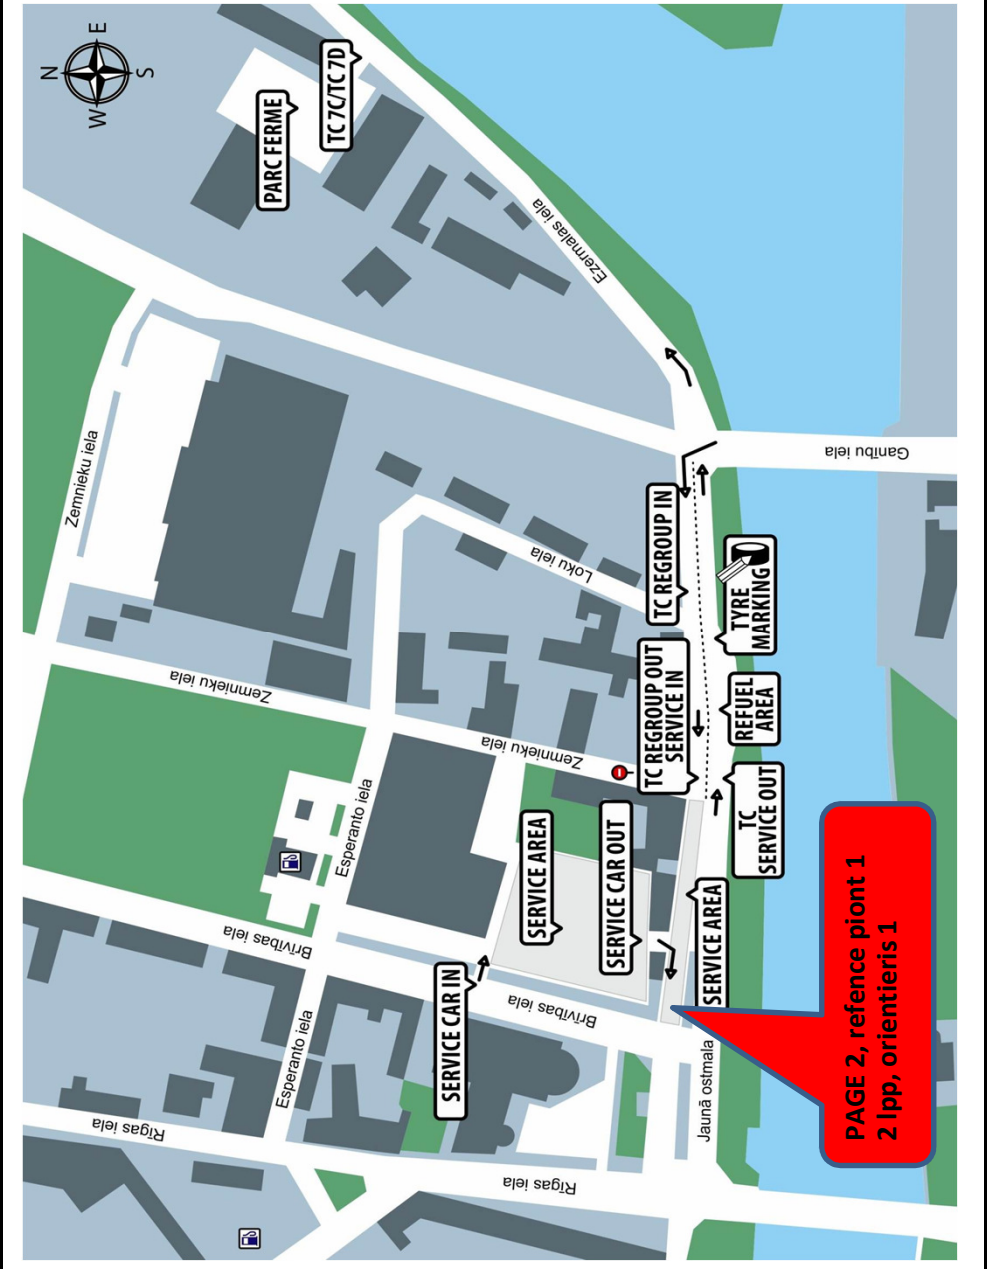 N
E
S
W
PARC FERME
TC 7C/TC 7D
Ezermalas iela
Zemnieku iela
Ganību iela
TC REGROUP IN
Loku iela
TYRE
MARKING
Zemnieku iela
TC REGROUP OUT
SERVICE IN
REFUEL
AREA
Zemnieku iela
Esperanto iela
TC
SERVICE OUT
SERVICE AREA
SERVICE CAR OUT
SERVICE AREA
Brīvības iela
SERVICE CAR IN
Brīvības iela
Esperanto iela
Jaunā ostmala
Rīgas iela
Rīgas iela
PAGE 2, refence piont 1
2 lpp, orientieris 1